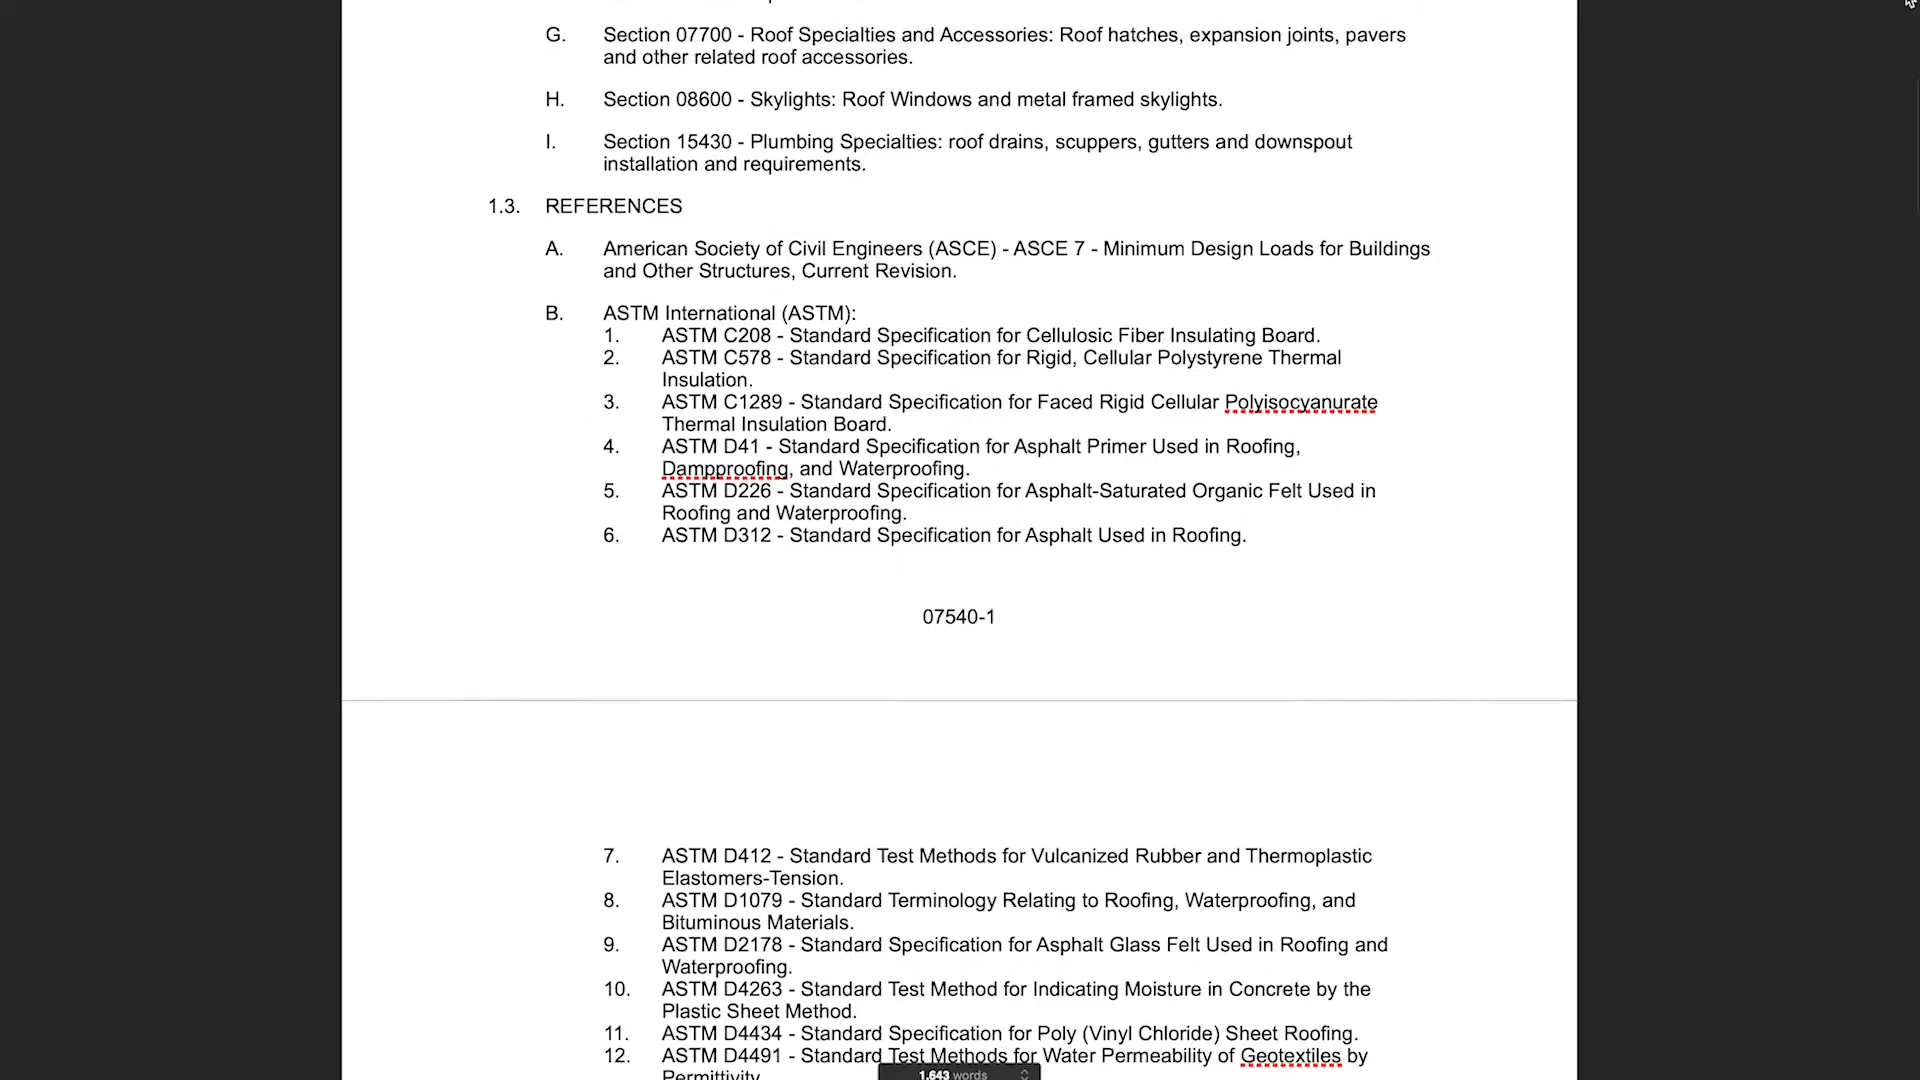 G. Section 07700 - Roof Specialties and Accessories: Roof hatches, expansion joints, pavers
and other related roof accessories.
H. Section 08600 - Skylights: Roof Windows and metal framed skylights.
I. Section 15430 - Plumbing Specialties: roof drains, scuppers, gutters and downspout
installation and requirements.
1.3. REFERENCES
A. American Society of Civil Engineers (ASCE) - ASCE 7 - Minimum Design Loads for Buildings
and Other Structures, Current Revision.
B. ASTM International (ASTM):
1. ASTM C208 - Standard Specification for Cellulosic Fiber Insulating Board.
2. ASTM C578 - Standard Specification for Rigid, Cellular Polystyrene Thermal
Insulation.
3. ASTM C1289 - Standard Specification for Faced Rigid Cellular Polyisocyanurate
Thermal Insulation Board.
4. ASTM D41 - Standard Specification for Asphalt Primer Used in Roofing,
Dampproofing, and Waterproofing.
5. ASTM D226 - Standard Specification for Asphalt-Saturated Organic Felt Used in
Roofing and Waterproofing.
6. ASTM D312 - Standard Specification for Asphalt Used in Roofing.
07540-1
7. ASTM D412 - Standard Test Methods for Vulcanized Rubber and Thermoplastic
Elastomers-Tension.
8. ASTM D1079 - Standard Terminology Relating to Roofing, Waterproofing, and
Bituminous Materials.
9. ASTM D2178 - Standard Specification for Asphalt Glass Felt Used in Roofing and
Waterproofing.
10. ASTM D4263 - Standard Test Method for Indicating Moisture in Concrete by the
Plastic Sheet Method.
11. ASTM D4434 - Standard Specification for Poly (Vinyl Chloride) Sheet Roofing.
12. ASTM D4491 - Standard Test Methods for Water Permeability of Geotextiles by
Permittivity.
1,643 words